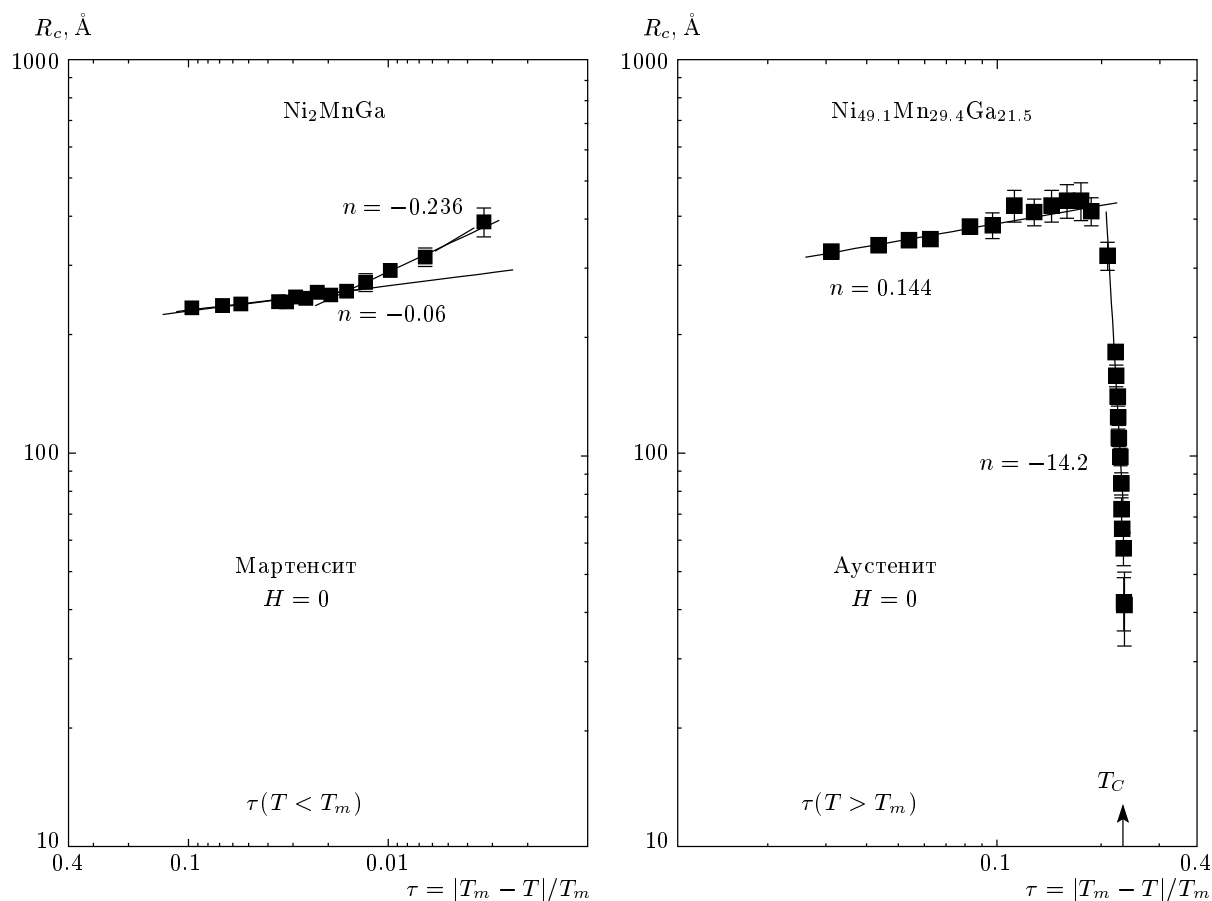 R_c, Å
1000
Ni₂MnGa
n = −0.236
n = −0.06
100
Мартенсит
H = 0
τ(T < T_m)
10
0.4
0.1
0.01
τ = |T_m − T|/T_m
R_c, Å
1000
Ni₄₉.₁Mn₂₉.₄Ga₂₁.₅
n = 0.144
100
n = −14.2
Аустенит
H = 0
T_C
τ(T > T_m)
10
0.1
0.4
τ = |T_m − T|/T_m